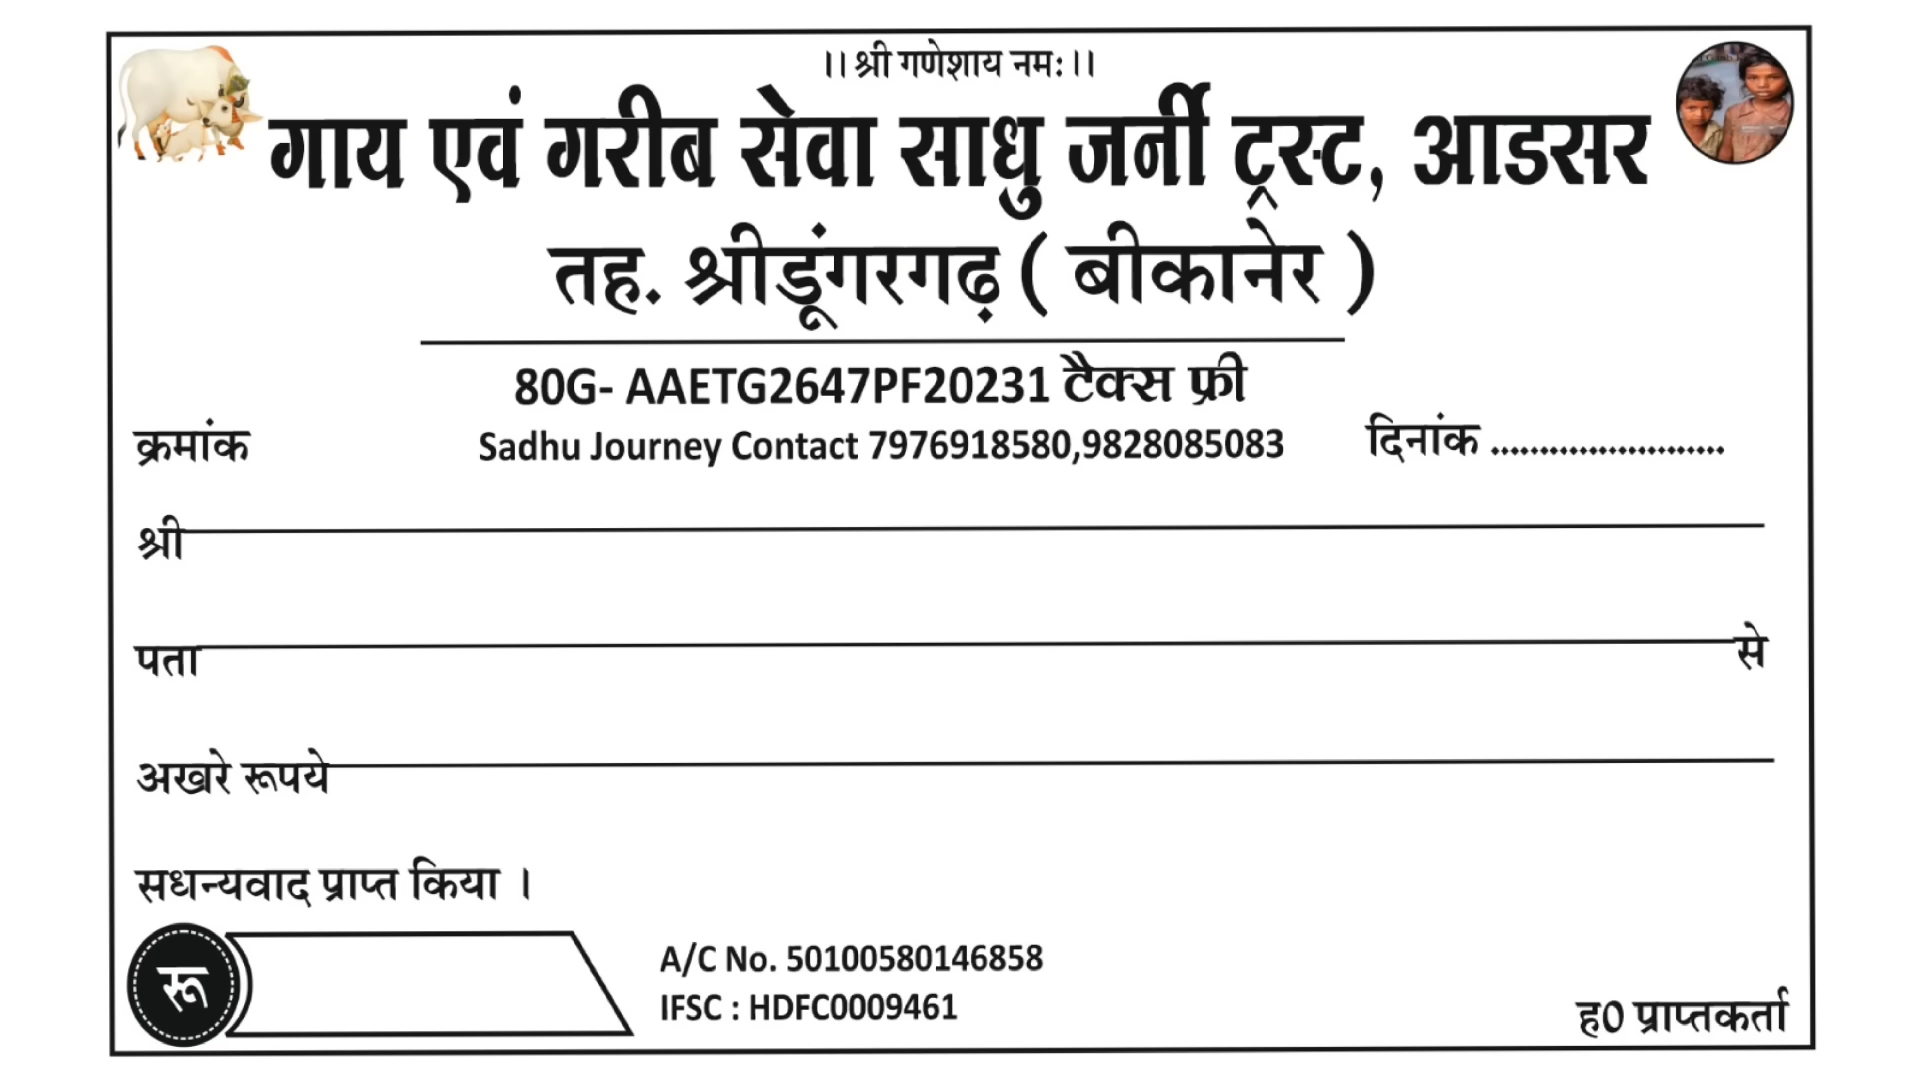 ।। श्री गणेशाय नमः ।।
गाय एवं गरीब सेवा साधु जर्नी ट्रस्ट, आडसर
तह. श्रीडूंगरगढ़ ( बीकानेर )
80G- AAETG2647PF20231 टैक्स फ्री
क्रमांक Sadhu Journey Contact 7976918580,9828085083 दिनांक ........................
श्री
पता से
अखरे रूपये
सधन्यवाद प्राप्त किया ।
रू
A/C No. 50100580146858
IFSC : HDFC0009461
ह0 प्राप्तकर्ता